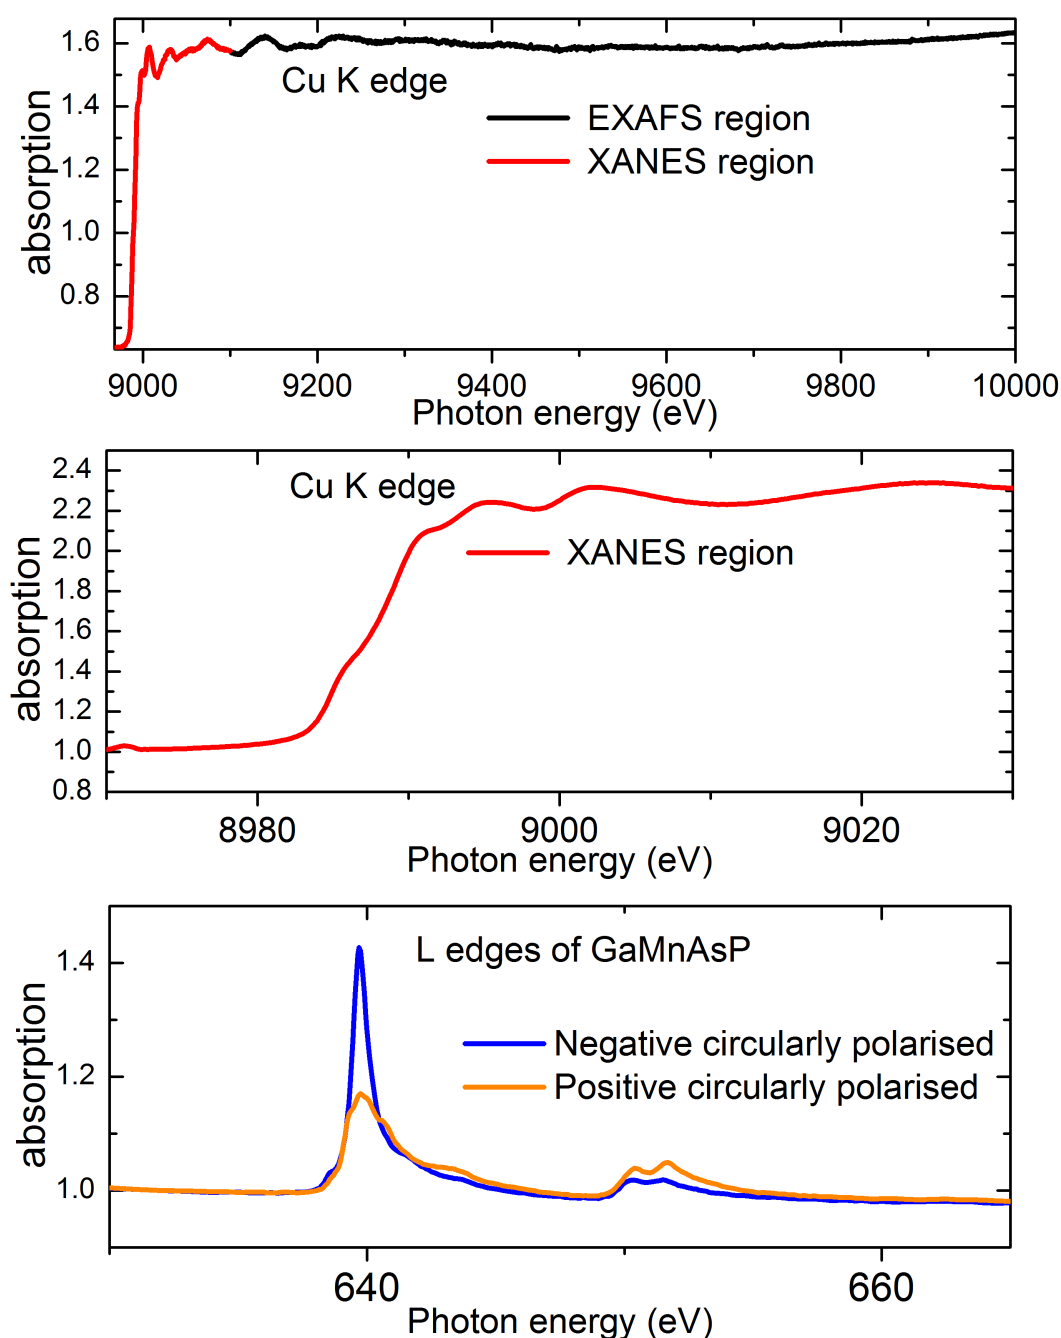 1.6
1.4
1.2
1.0
0.8
absorption
Cu K edge
EXAFS region
XANES region
9000 9200 9400 9600 9800 10000
Photon energy (eV)
2.4
2.2
2.0
1.8
1.6
1.4
1.2
1.0
0.8
absorption
Cu K edge
XANES region
8980 9000 9020
Photon energy (eV)
1.4
1.2
1.0
absorption
L edges of GaMnAsP
Negative circularly polarised
Positive circularly polarised
640 660
Photon energy (eV)